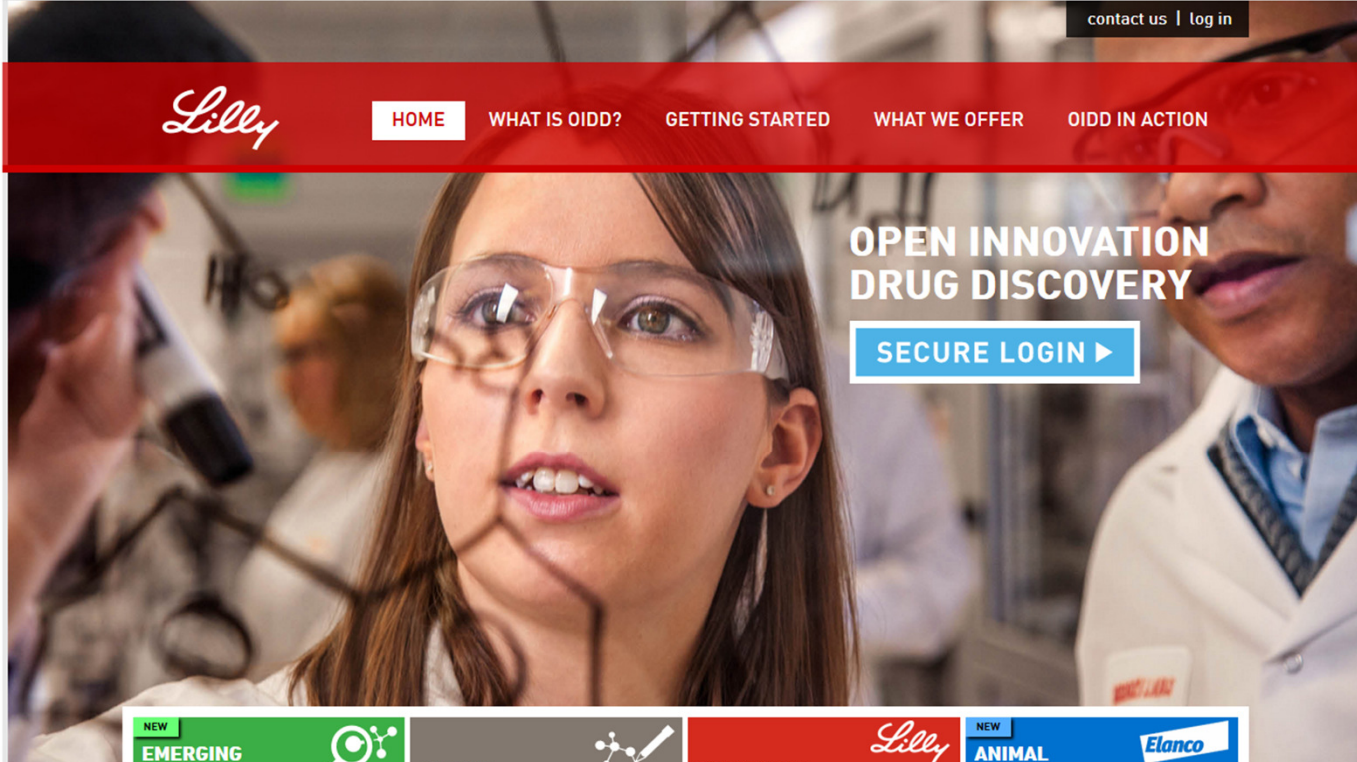 contact us | log in
Lilly
HOME WHAT IS OIDD? GETTING STARTED WHAT WE OFFER OIDD IN ACTION
OPEN INNOVATION
DRUG DISCOVERY
SECURE LOGIN
NEW
EMERGING
Lilly
NEW
ANIMAL
Elanco